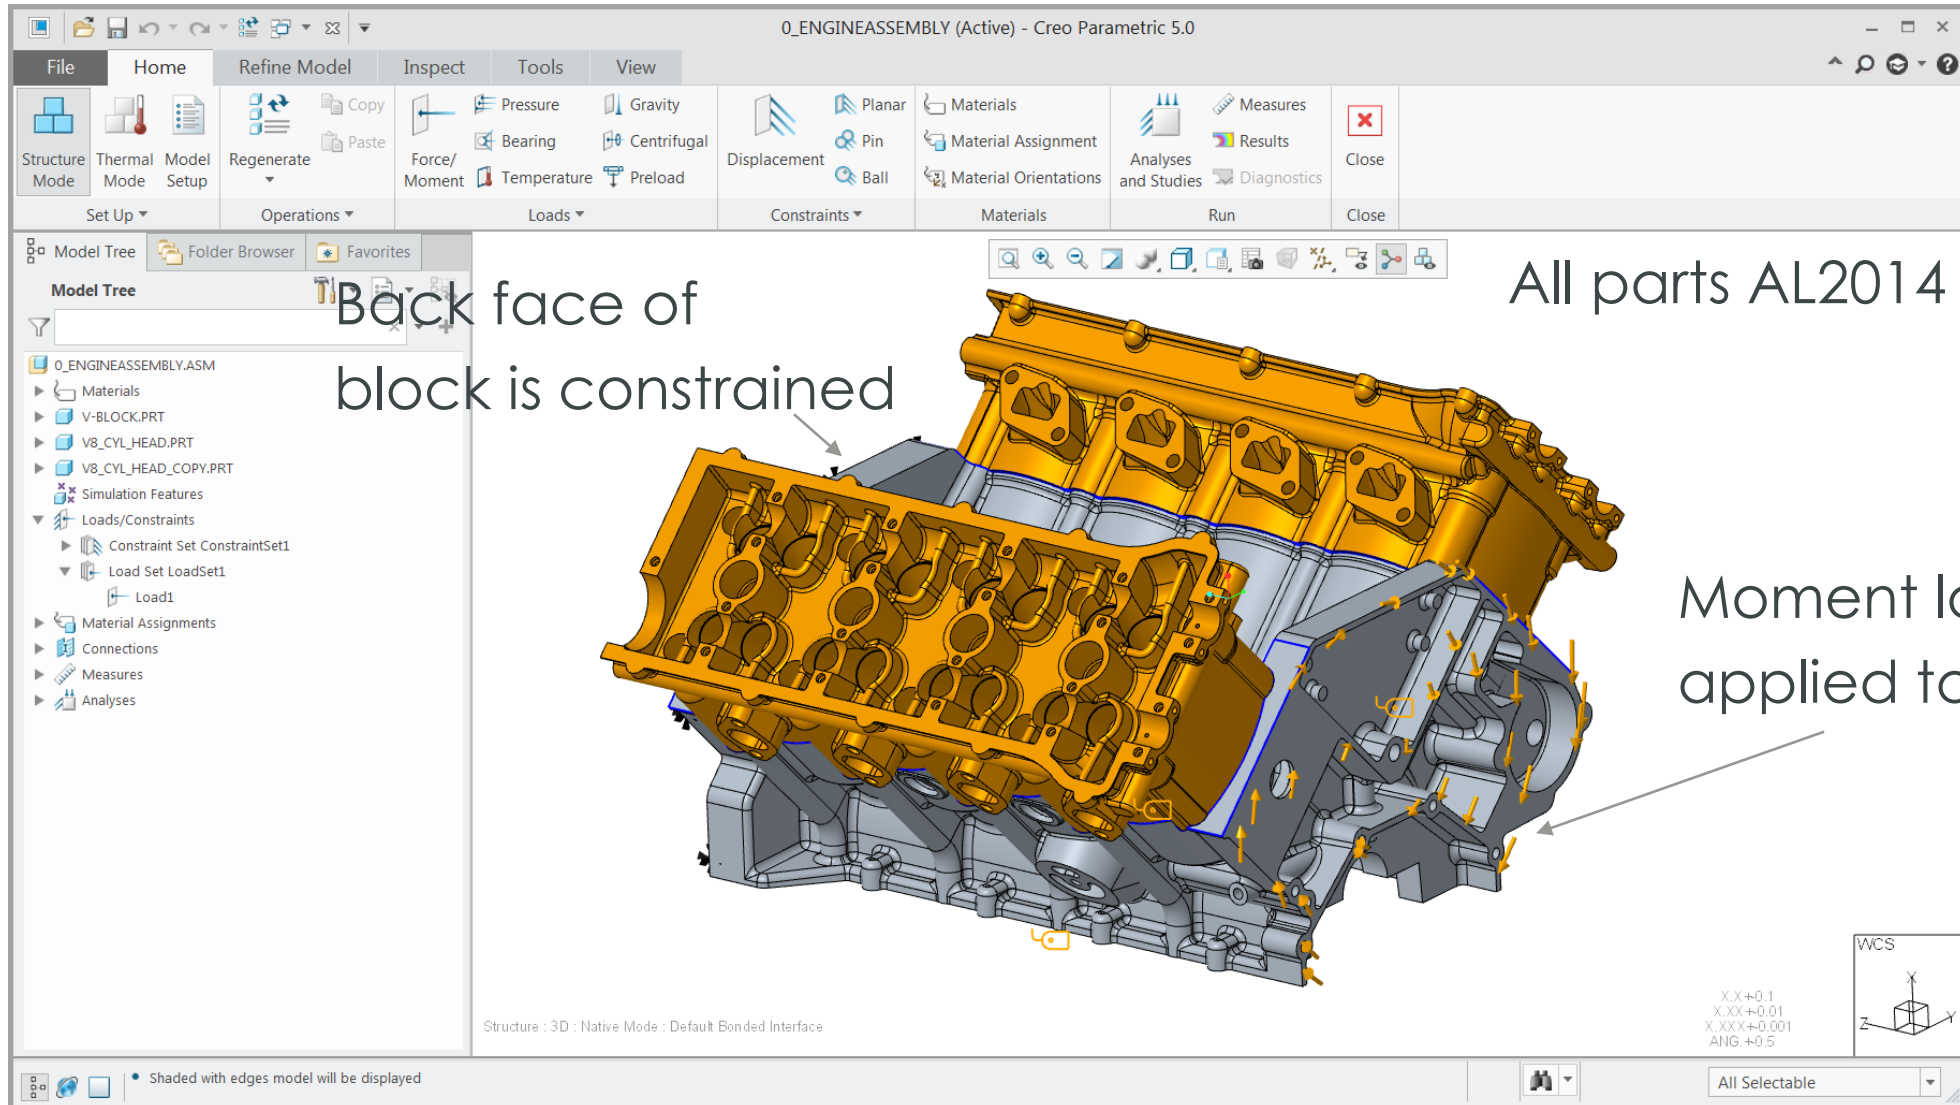 0_ENGINEASSEMBLY (Active) - Creo Parametric 5.0
File Home Refine Model Inspect Tools View
Structure Mode
Thermal Mode
Model Setup
Set Up
Regenerate
Copy
Paste
Operations
Force/ Moment
Pressure
Bearing
Temperature
Gravity
Centrifugal
Preload
Loads
Displacement
Planar
Pin
Ball
Constraints
Materials
Material Assignment
Material Orientations
Materials
Analyses and Studies
Measures
Results
Diagnostics
Run
Close
Close
Model Tree Folder Browser Favorites
Model Tree
0_ENGINEASSEMBLY.ASM
Materials
V-BLOCK.PRT
V8_CYL_HEAD.PRT
V8_CYL_HEAD_COPY.PRT
Simulation Features
Loads/Constraints
Constraint Set ConstraintSet1
Load Set LoadSet1
Load1
Material Assignments
Connections
Measures
Analyses
Back face of
block is constrained
All parts AL2014
Moment
applied
Structure : 3D : Native Mode : Default Bonded Interface
X.X+-0.1
X.XX+-0.01
X.XXX+-0.001
ANG.+-0.5
WCS
X
Z
Y
Shaded with edges model will be displayed
All Selectable